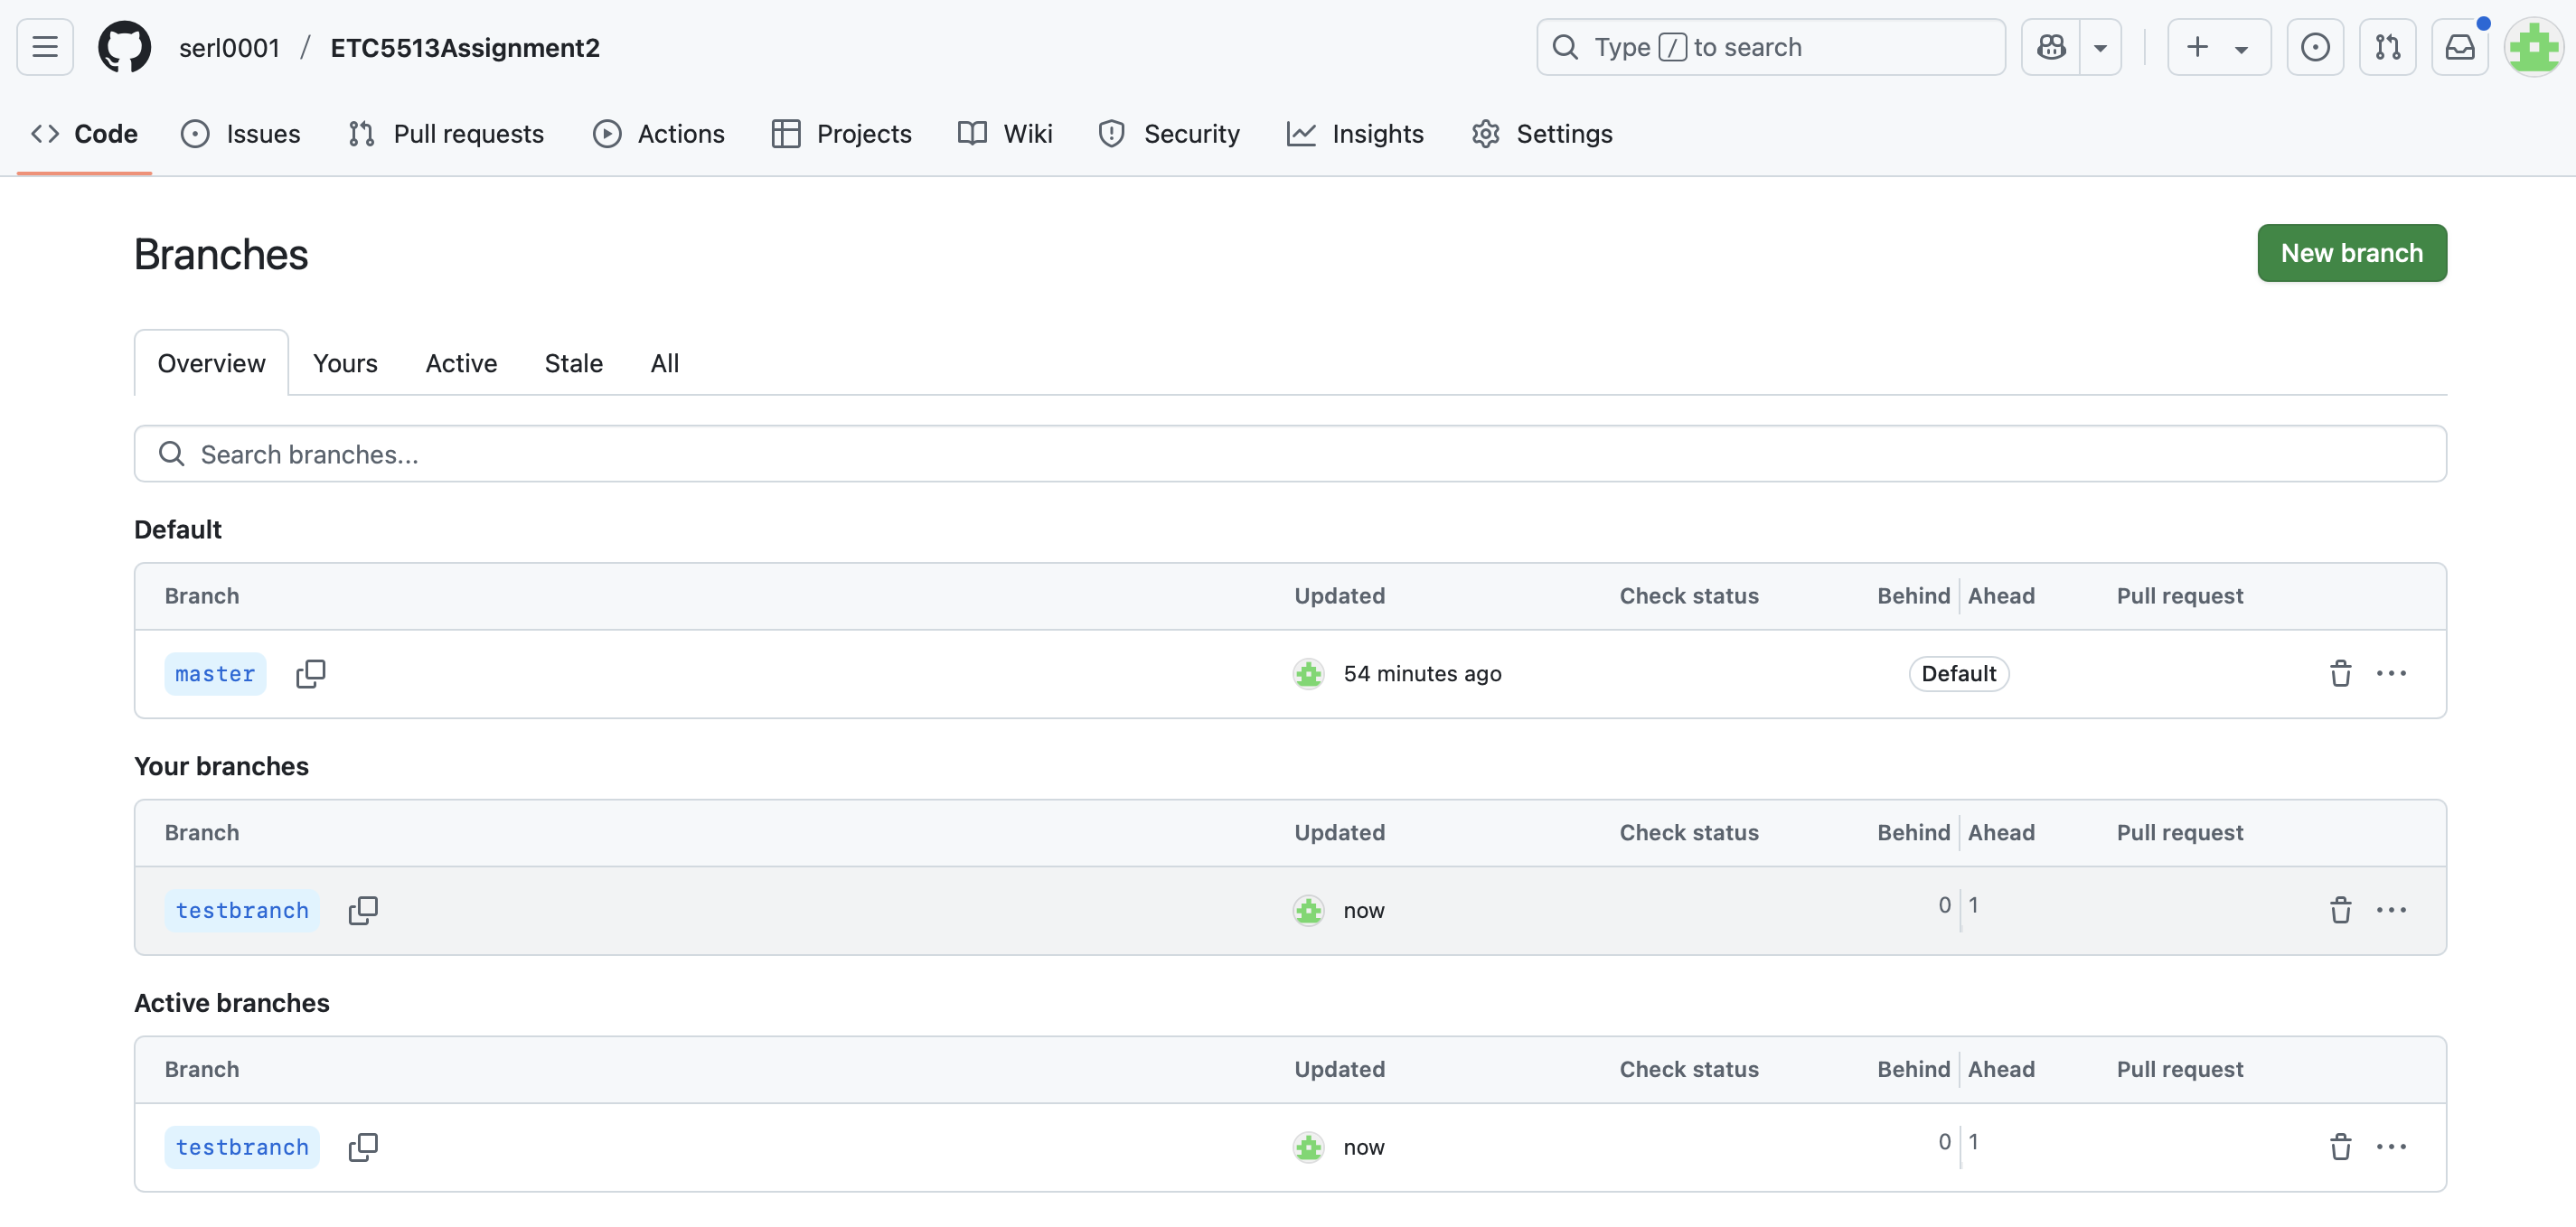 serl0001 / ETC5513Assignment2
Type / to search
Code Issues Pull requests Actions Projects Wiki Security Insights Settings
Branches
New branch
Overview Yours Active Stale All
Search branches...
Default
Branch Updated Check status Behind Ahead Pull request
master 54 minutes ago Default
Your branches
Branch Updated Check status Behind Ahead Pull request
testbranch now 0 1
Active branches
Branch Updated Check status Behind Ahead Pull request
testbranch now 0 1